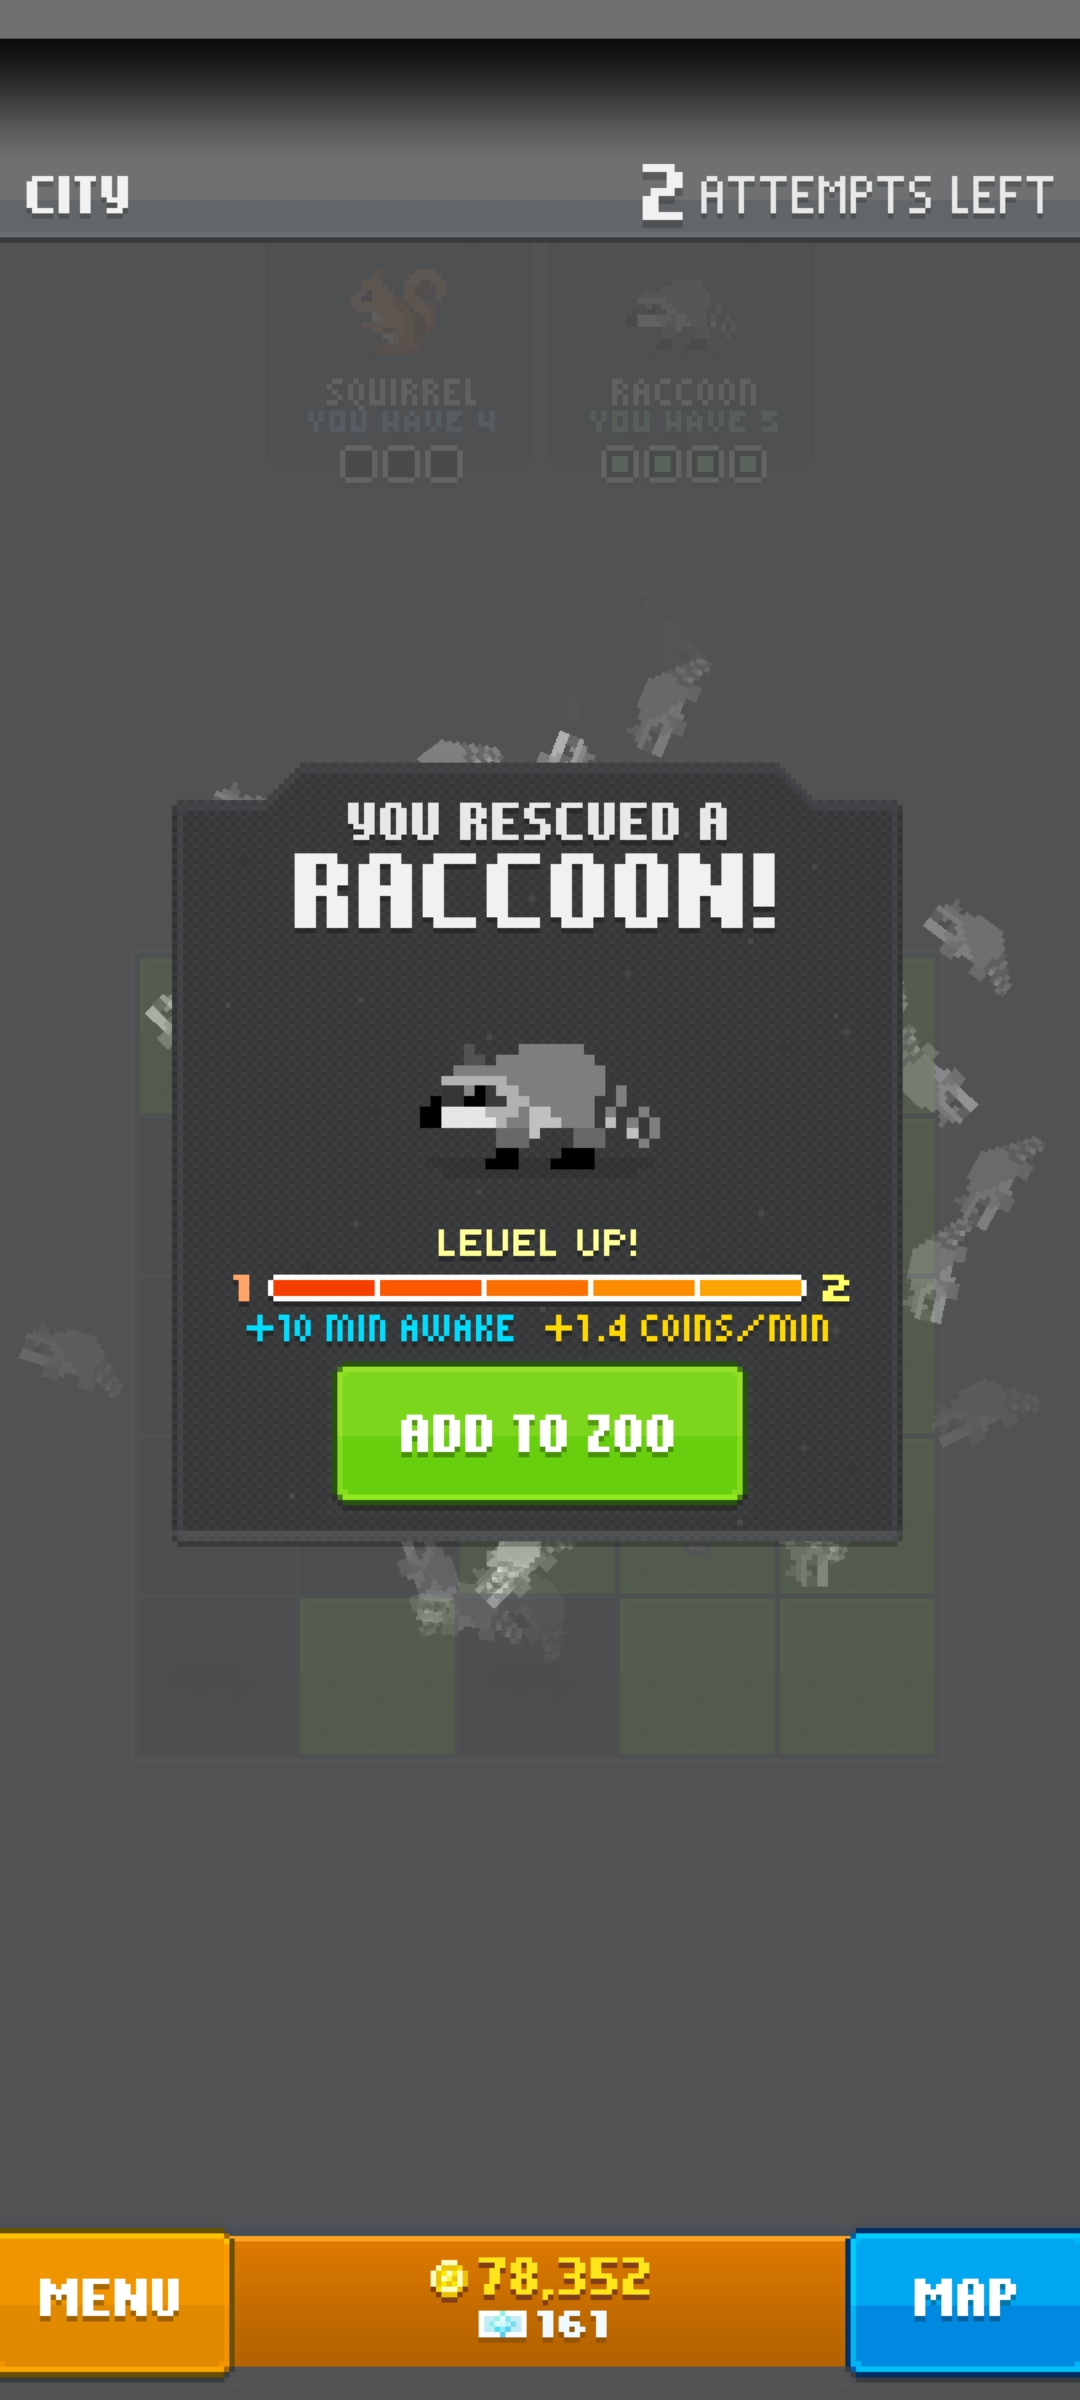 CITY
2 ATTEMPTS LEFT
SQUIRREL
YOU HAVE 4
RACCOON
YOU HAVE 5
YOU RESCUED A
RACCOON!
LEVEL UP!
1
2
+10 MIN AWAKE +1.4 COINS/MIN
ADD TO ZOO
MENU
78,352
161
MAP